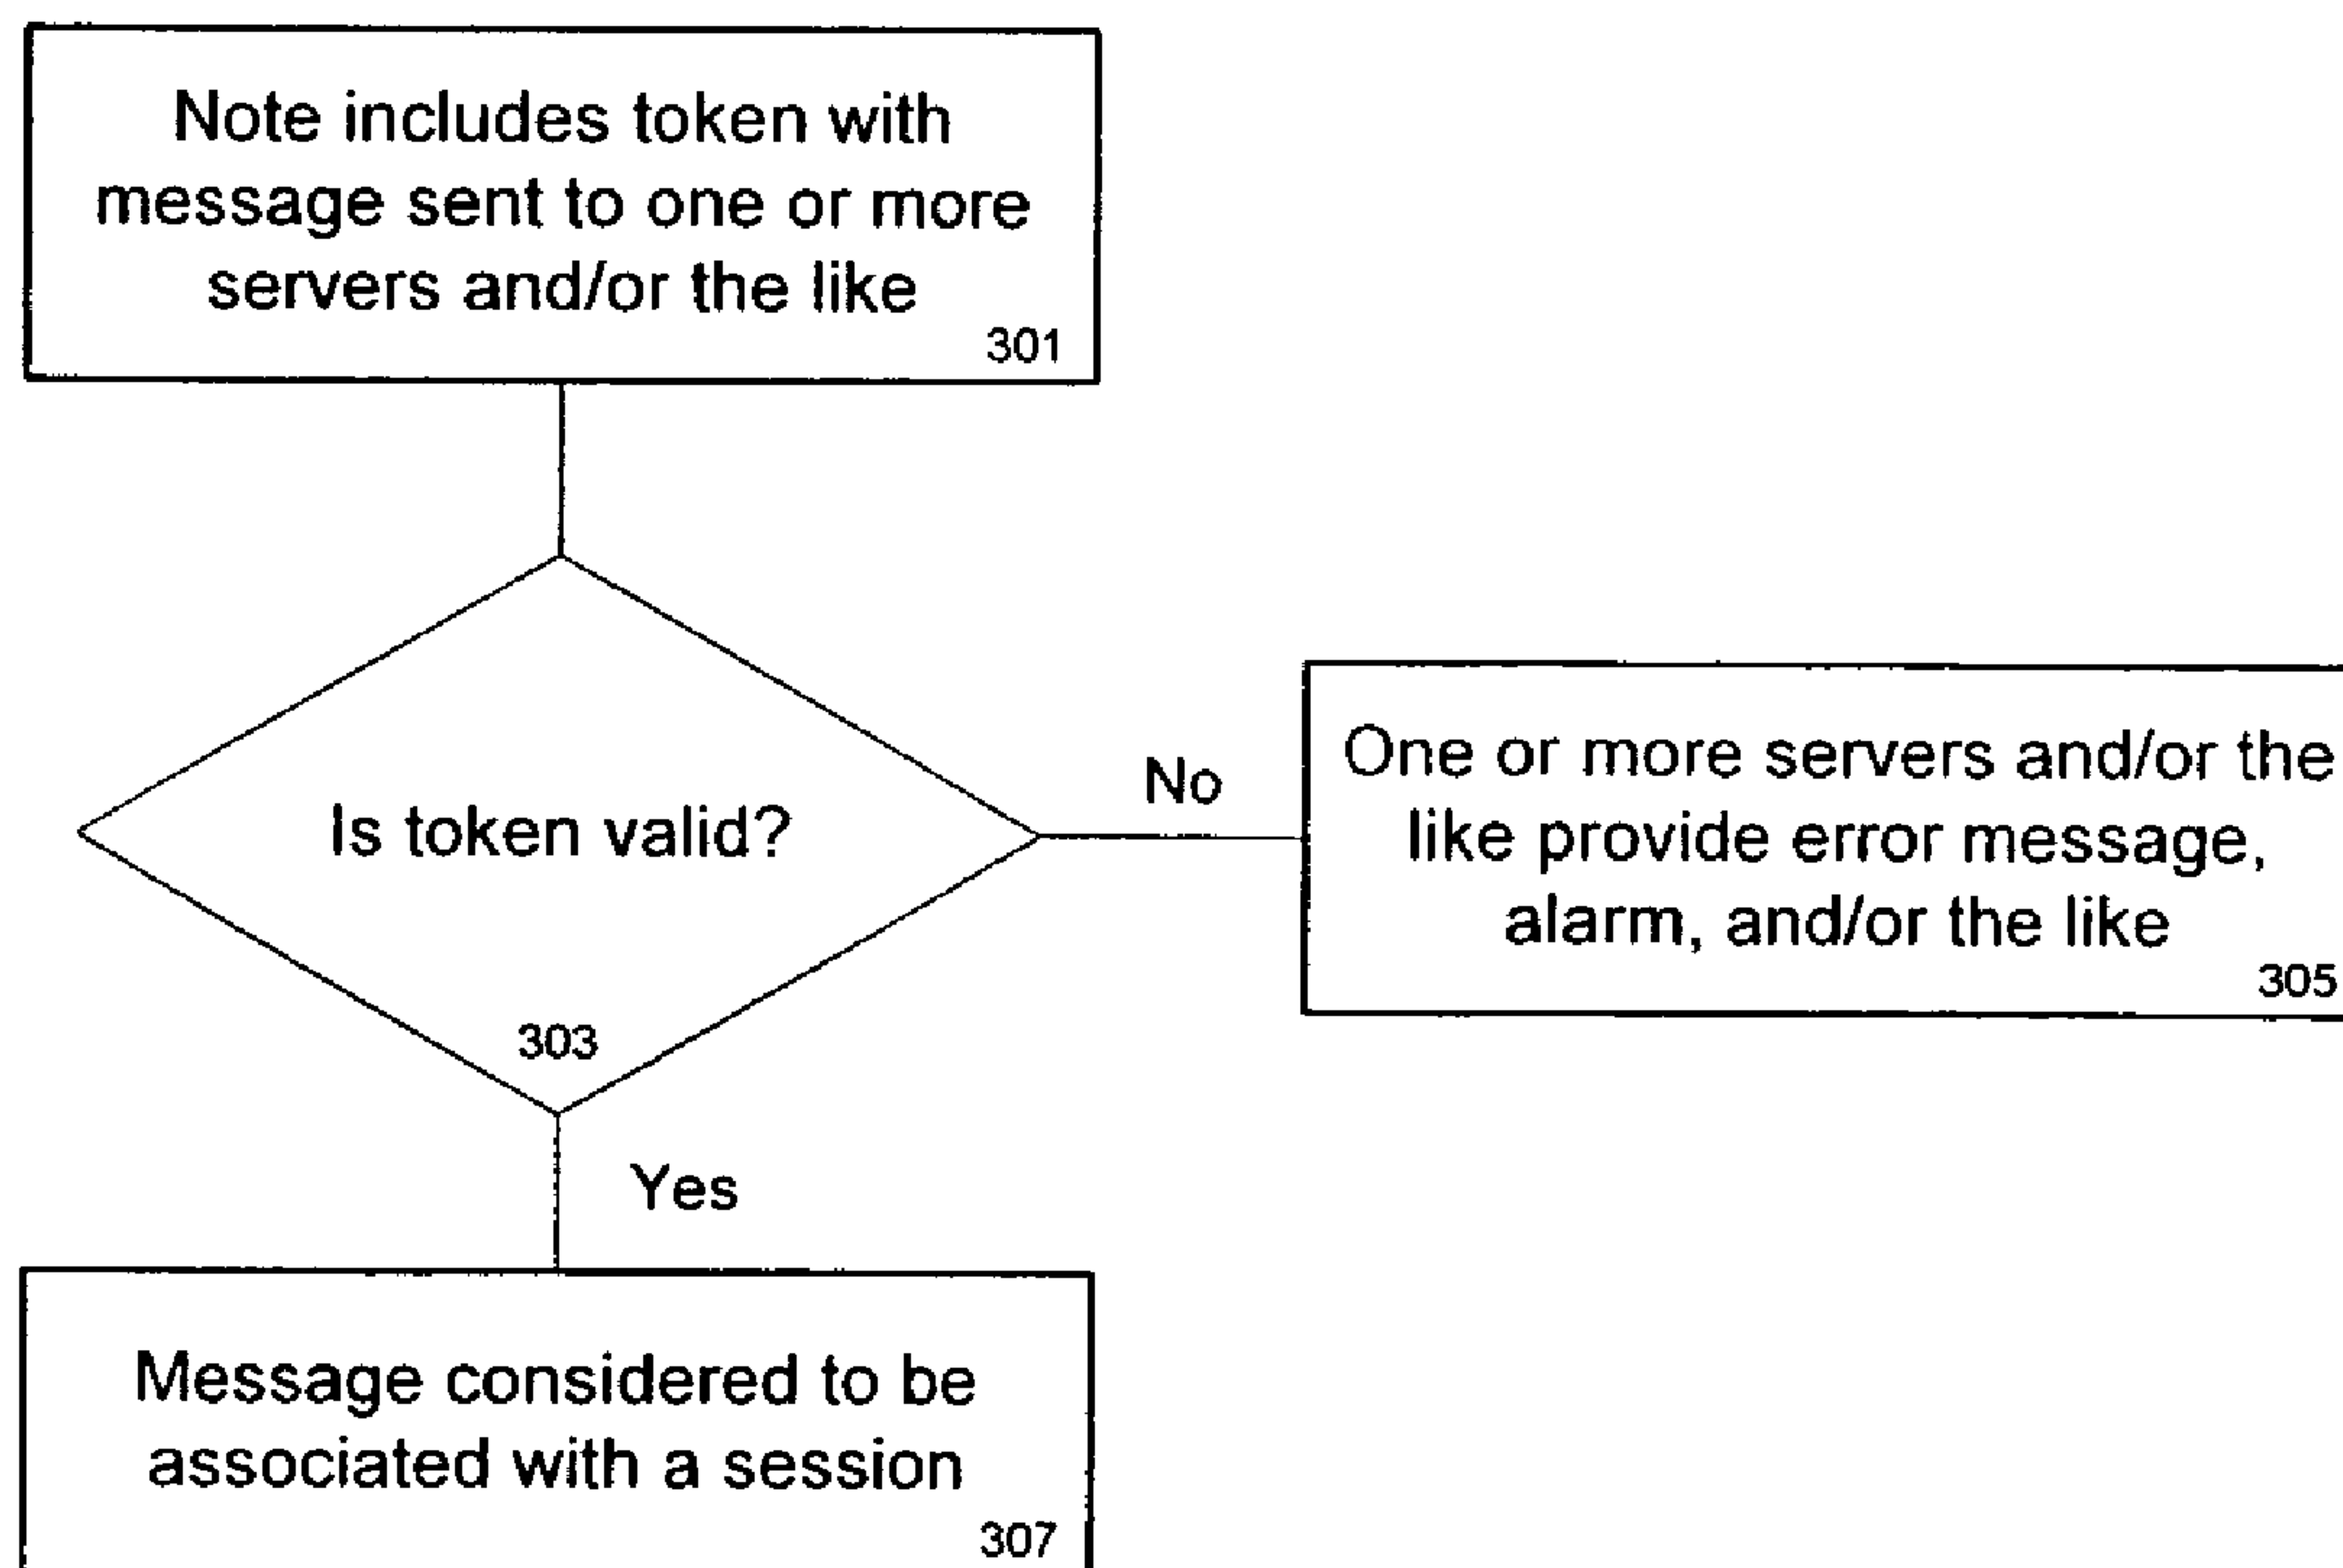 Note includes token with
message sent to one or more
servers and/or the like
301
Is token valid?
303
No
One or more servers and/or the
like provide error message,
alarm, and/or the like
305
Yes
Message considered to be
associated with a session
307